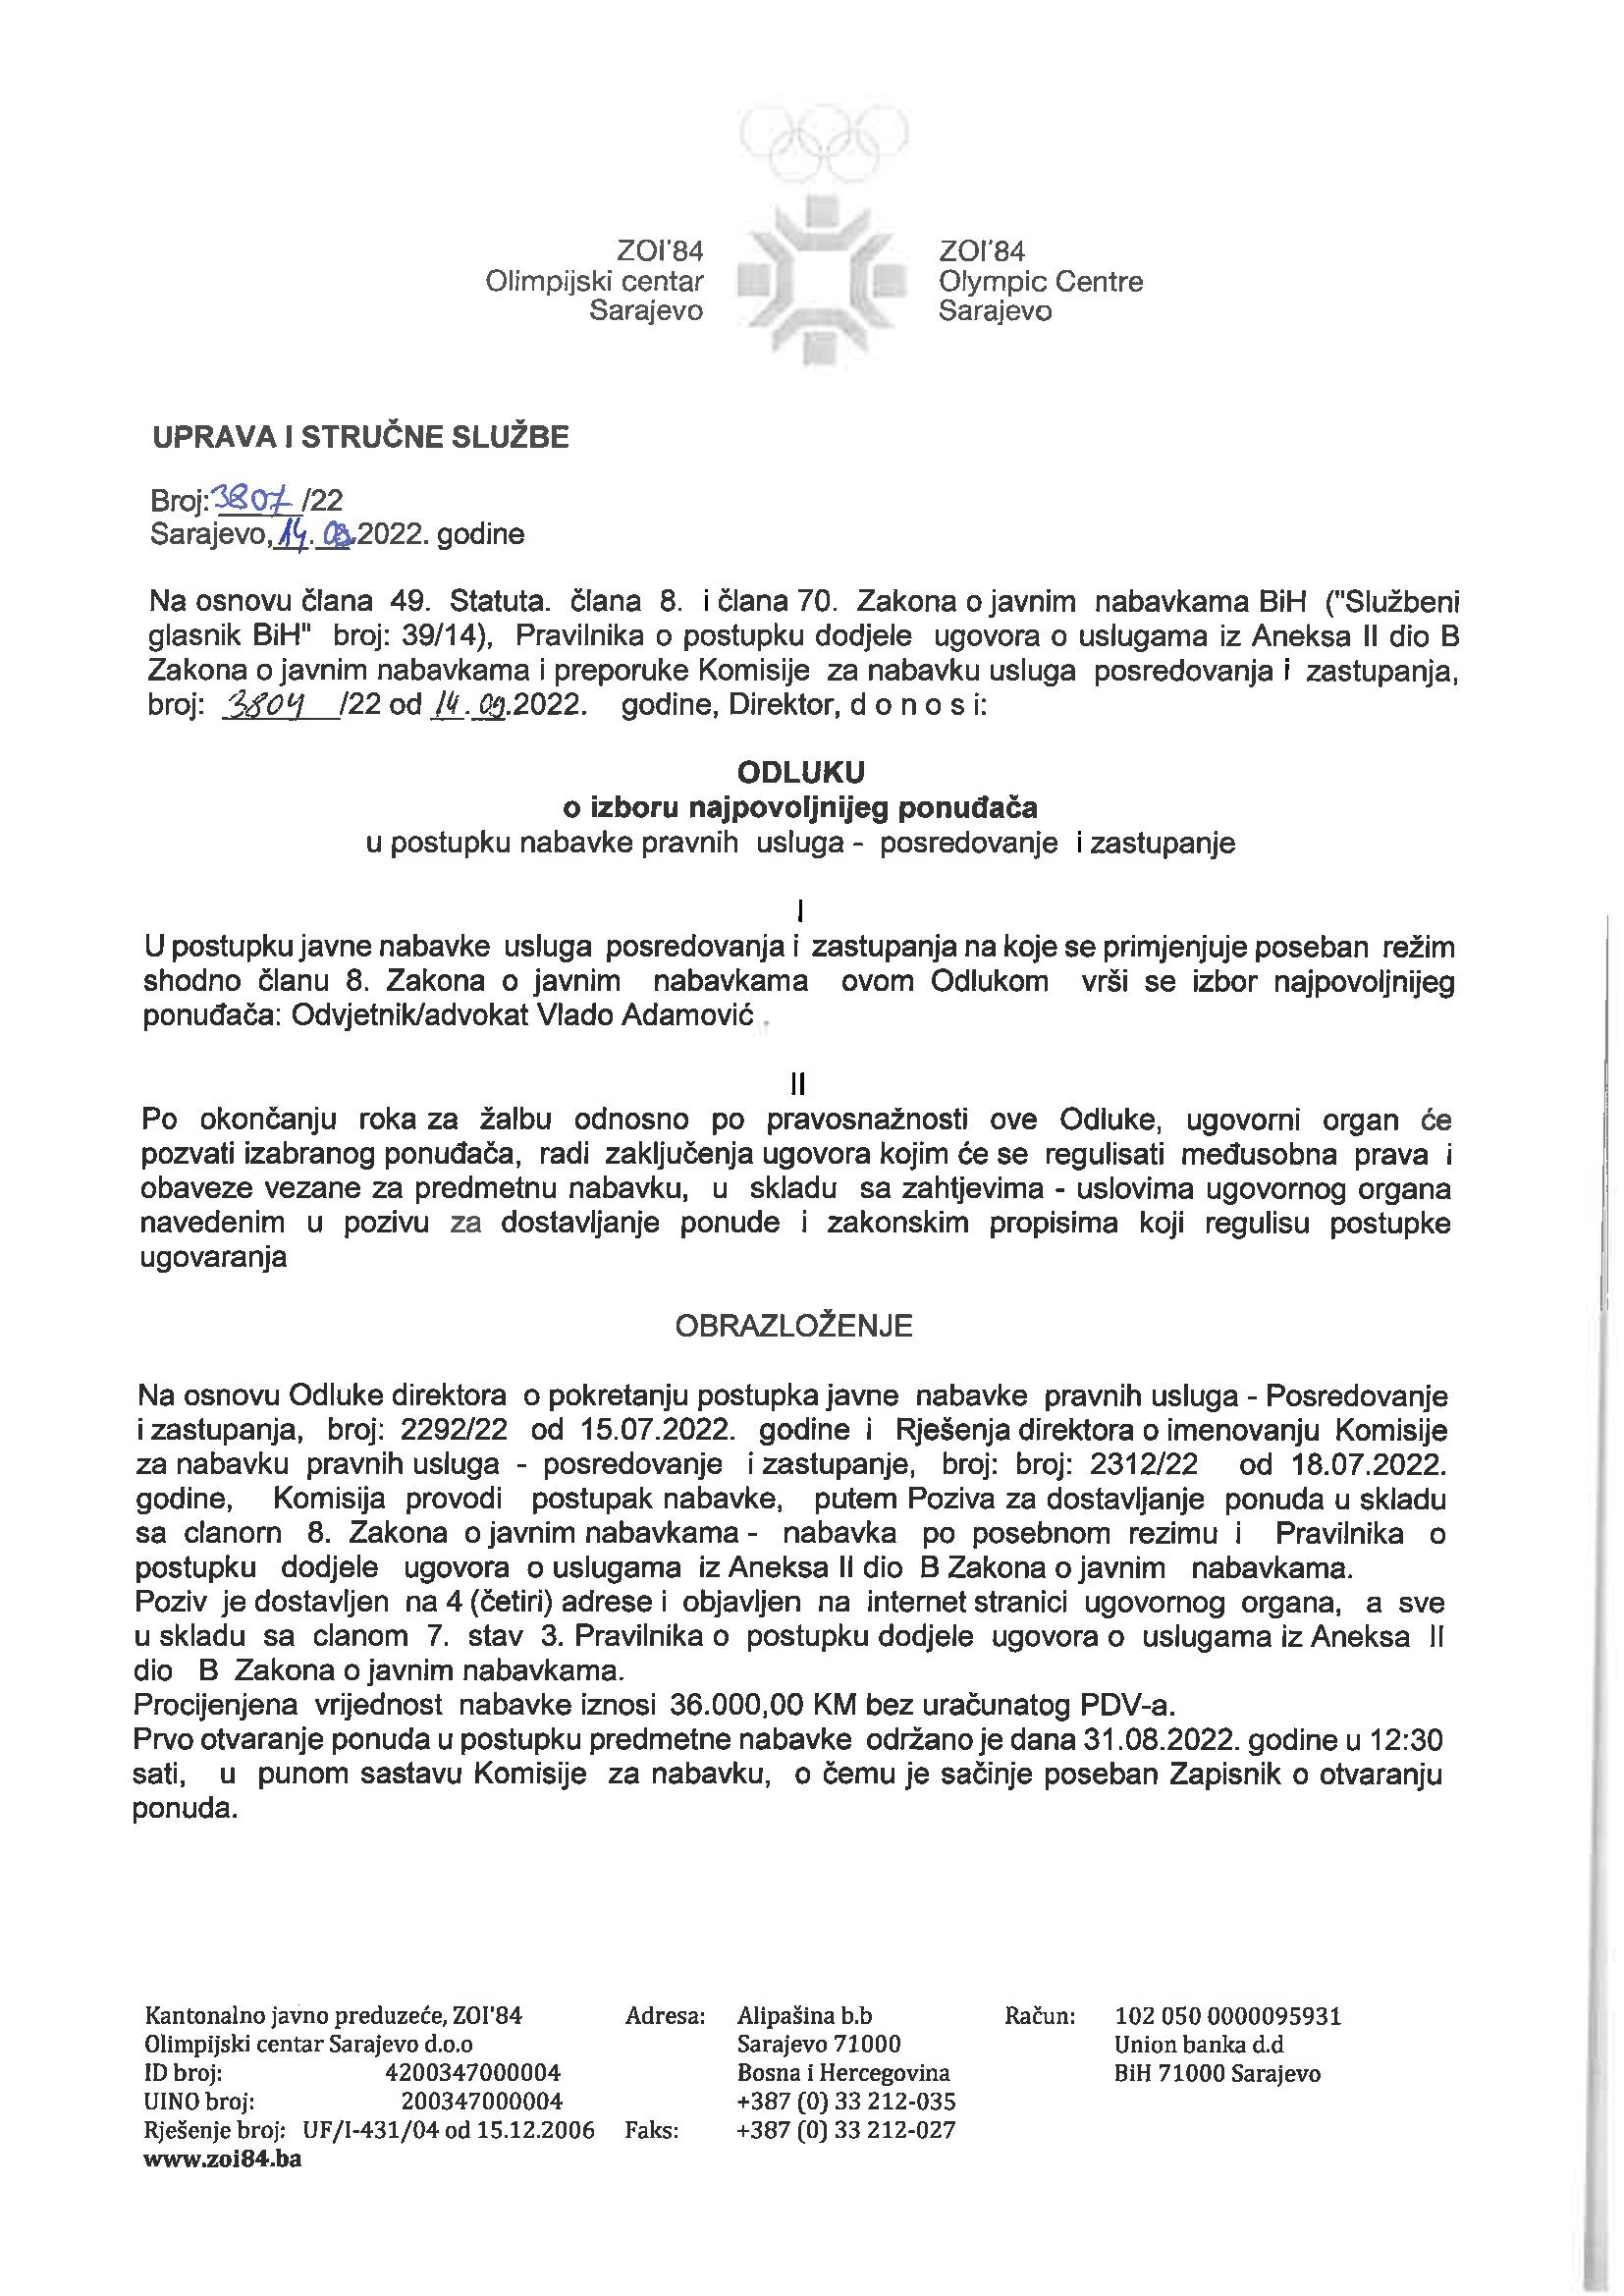 ZOI'84
Olimpijski centar
Sarajevo
ZOI'84
Olympic Centre
Sarajevo
UPRAVA I STRUČNE SLUŽBE
Broj: 3807 /22
Sarajevo, 14. 09.2022. godine
Na osnovu člana 49. Statuta. člana 8. i člana 70. Zakona o javnim nabavkama BiH ("Službeni
glasnik BiH" broj: 39/14), Pravilnika o postupku dodjele ugovora o uslugama iz Aneksa II dio B
Zakona o javnim nabavkama i preporuke Komisije za nabavku usluga posredovanja i zastupanja,
broj: 3804 /22 od 14. 09.2022. godine, Direktor, d o n o s i:
ODLUKU
o izboru najpovoljnijeg ponuđača
u postupku nabavke pravnih usluga - posredovanje i zastupanje
I
U postupku javne nabavke usluga posredovanja i zastupanja na koje se primjenjuje poseban režim
shodno članu 8. Zakona o javnim nabavkama ovom Odlukom vrši se izbor najpovoljnijeg
ponuđača: Odvjetnik/advokat Vlado Adamović .
II
Po okončanju roka za žalbu odnosno po pravosnažnosti ove Odluke, ugovorni organ će
pozvati izabranog ponuđača, radi zaključenja ugovora kojim će se regulisati međusobna prava i
obaveze vezane za predmetnu nabavku, u skladu sa zahtjevima - uslovima ugovornog organa
navedenim u pozivu za dostavljanje ponude i zakonskim propisima koji regulisu postupke
ugovaranja
OBRAZLOŽENJE
Na osnovu Odluke direktora o pokretanju postupka javne nabavke pravnih usluga - Posredovanje
i zastupanja, broj: 2292/22 od 15.07.2022. godine i Rješenja direktora o imenovanju Komisije
za nabavku pravnih usluga - posredovanje i zastupanje, broj: broj: 2312/22 od 18.07.2022.
godine, Komisija provodi postupak nabavke, putem Poziva za dostavljanje ponuda u skladu
sa clanorn 8. Zakona o javnim nabavkama - nabavka po posebnom rezimu i Pravilnika o
postupku dodjele ugovora o uslugama iz Aneksa II dio B Zakona o javnim nabavkama.
Poziv je dostavljen na 4 (četiri) adrese i objavljen na internet stranici ugovornog organa, a sve
u skladu sa clanom 7. stav 3. Pravilnika o postupku dodjele ugovora o uslugama iz Aneksa II
dio B Zakona o javnim nabavkama.
Procijenjena vrijednost nabavke iznosi 36.000,00 KM bez uračunatog PDV-a.
Prvo otvaranje ponuda u postupku predmetne nabavke održano je dana 31.08.2022. godine u 12:30
sati, u punom sastavu Komisije za nabavku, o čemu je sačinje poseban Zapisnik o otvaranju
ponuda.
Kantonalno javno preduzeće, ZOI'84 Adresa: Alipašina b.b Račun: 102 050 0000095931
Olimpijski centar Sarajevo d.o.o Sarajevo 71000 Union banka d.d
ID broj: 4200347000004 Bosna i Hercegovina BiH 71000 Sarajevo
UINO broj: 200347000004 +387 (0) 33 212-035
Rješenje broj: UF/I-431/04 od 15.12.2006 Faks: +387 (0) 33 212-027
www.zoi84.ba